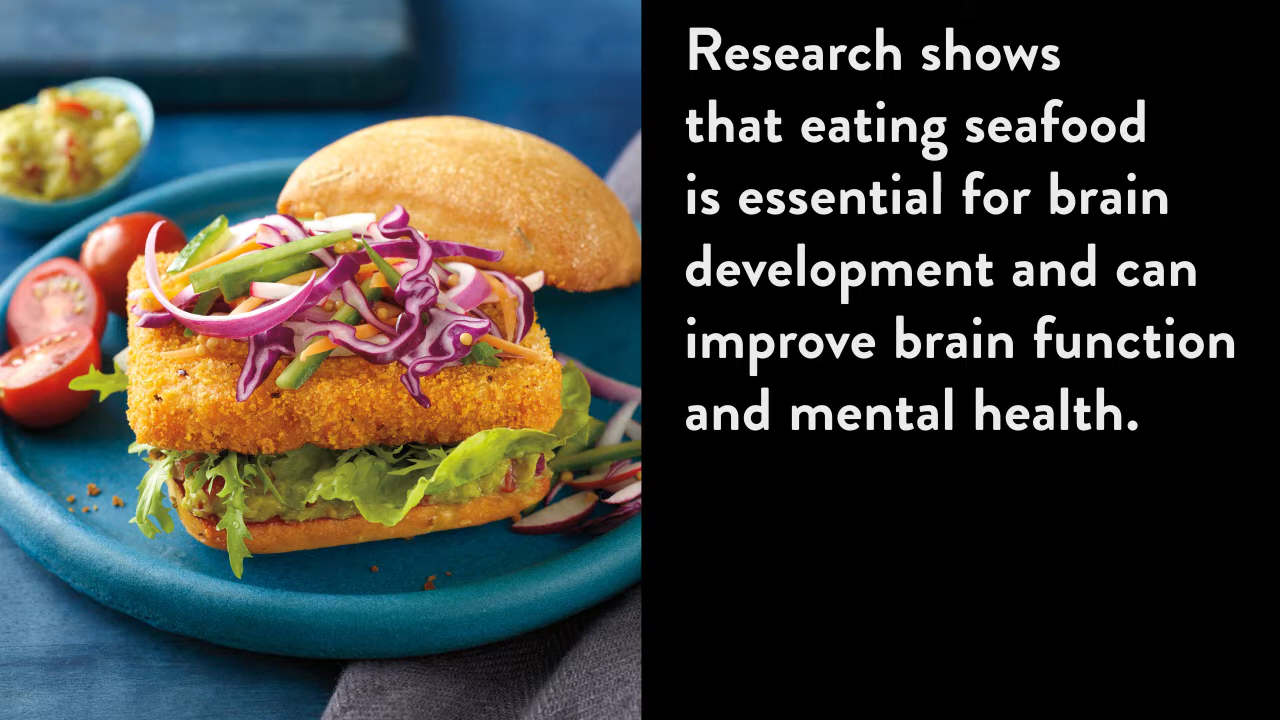 Research shows
that eating seafood
is essential for brain
development and can
improve brain function
and mental health.